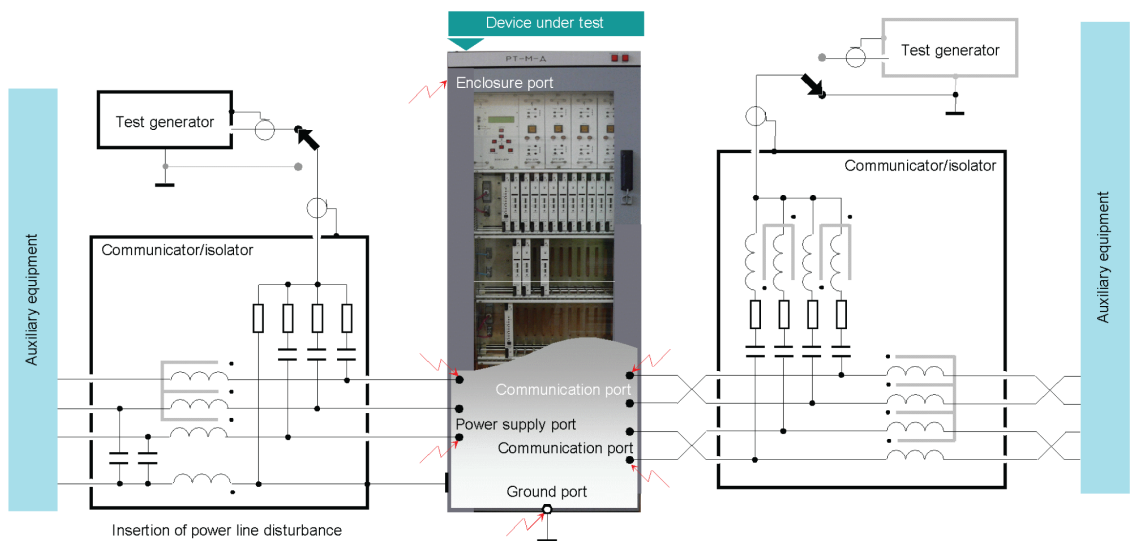 Device under test
PT-M-Δ
Enclosure port
Test generator
Test generator
Communicator/isolator
Communicator/isolator
Auxiliary equipment
Auxiliary equipment
Communication port
Power supply port
Communication port
Ground port
Insertion of power line disturbance